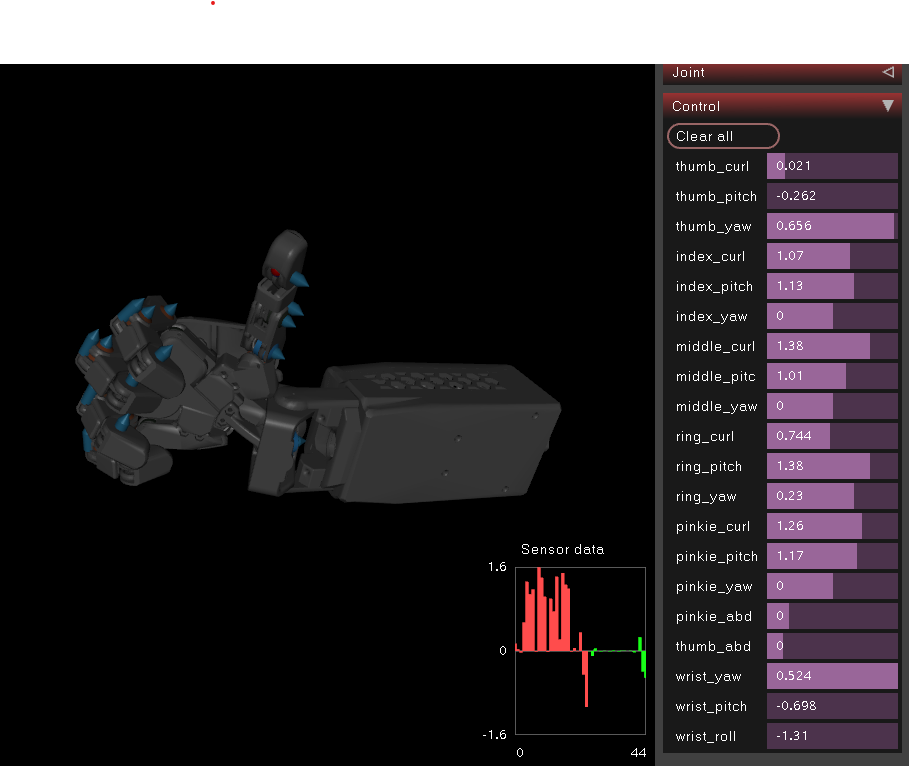 Joint
Control
Clear all
thumb_curl 0.021
thumb_pitch -0.262
thumb_yaw 0.656
index_curl 1.07
index_pitch 1.13
index_yaw 0
middle_curl 1.38
middle_pitc 1.01
middle_yaw 0
ring_curl 0.744
ring_pitch 1.38
ring_yaw 0.23
pinkie_curl 1.26
pinkie_pitch 1.17
pinkie_yaw 0
pinkie_abd 0
thumb_abd 0
wrist_yaw 0.524
wrist_pitch -0.698
wrist_roll -1.31
Sensor data
1.6
0
-1.6
0 44